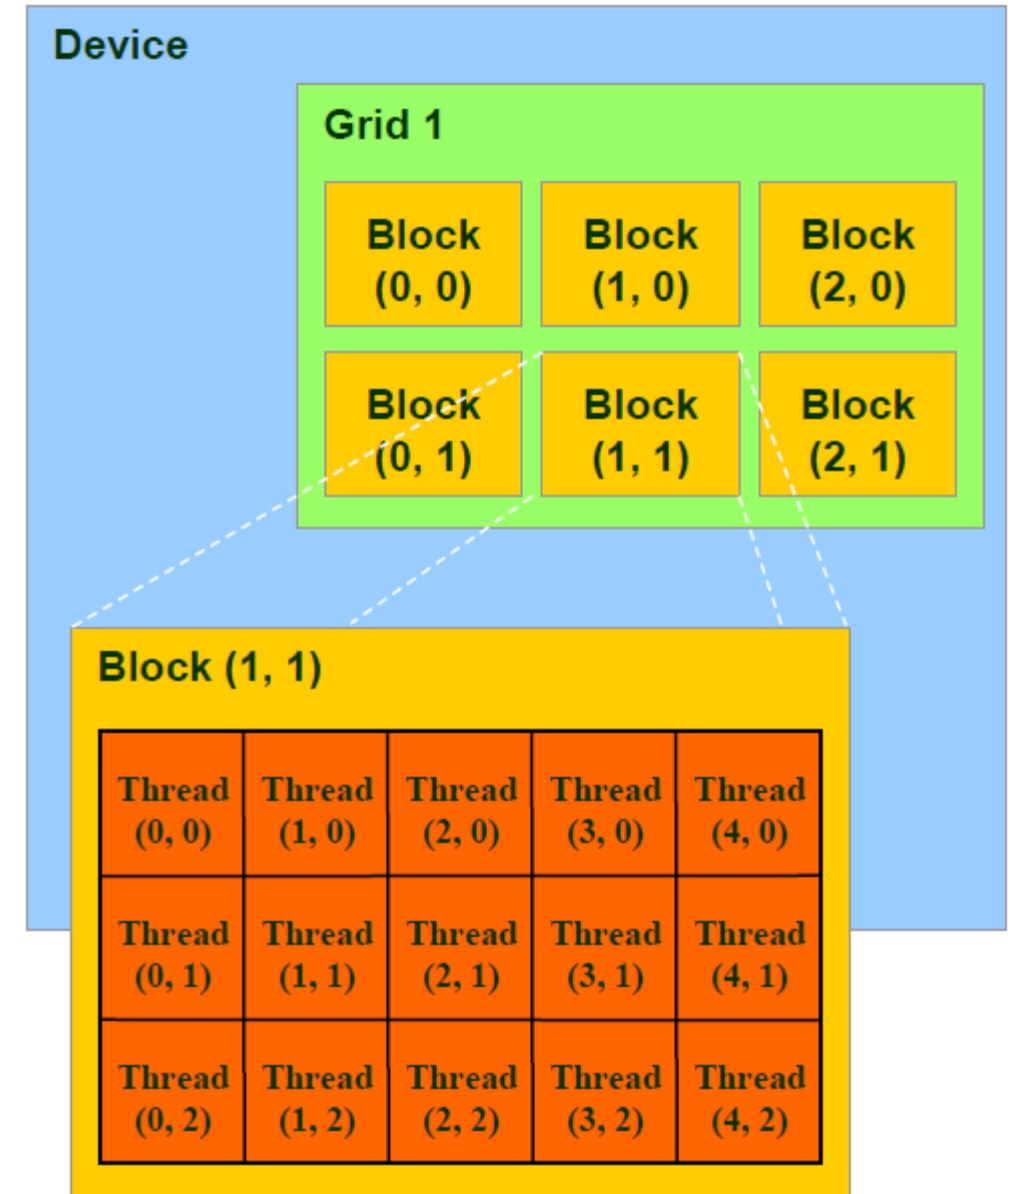 Device
Grid 1
Block Block Block
(0, 0) (1, 0) (2, 0)
Block Block Block
(0, 1) (1, 1) (2, 1)
Block (1, 1)
Thread Thread Thread Thread Thread
(0, 0) (1, 0) (2, 0) (3, 0) (4, 0)
Thread Thread Thread Thread Thread
(0, 1) (1, 1) (2, 1) (3, 1) (4, 1)
Thread Thread Thread Thread Thread
(0, 2) (1, 2) (2, 2) (3, 2) (4, 2)